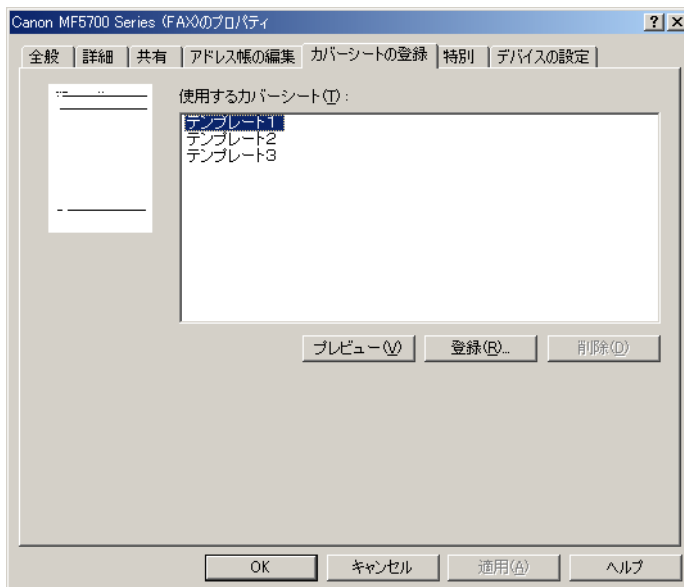 Canon MF5700 Series (FAX)のプロパティ
全般 詳細 共有 アドレス帳の編集 カバーシートの登録 特別 デバイスの設定
使用するカバーシート(T):
テンプレート1
テンプレート2
テンプレート3
プレビュー(V) 登録(R)... 削除(D)
OK キャンセル 適用(A) ヘルプ